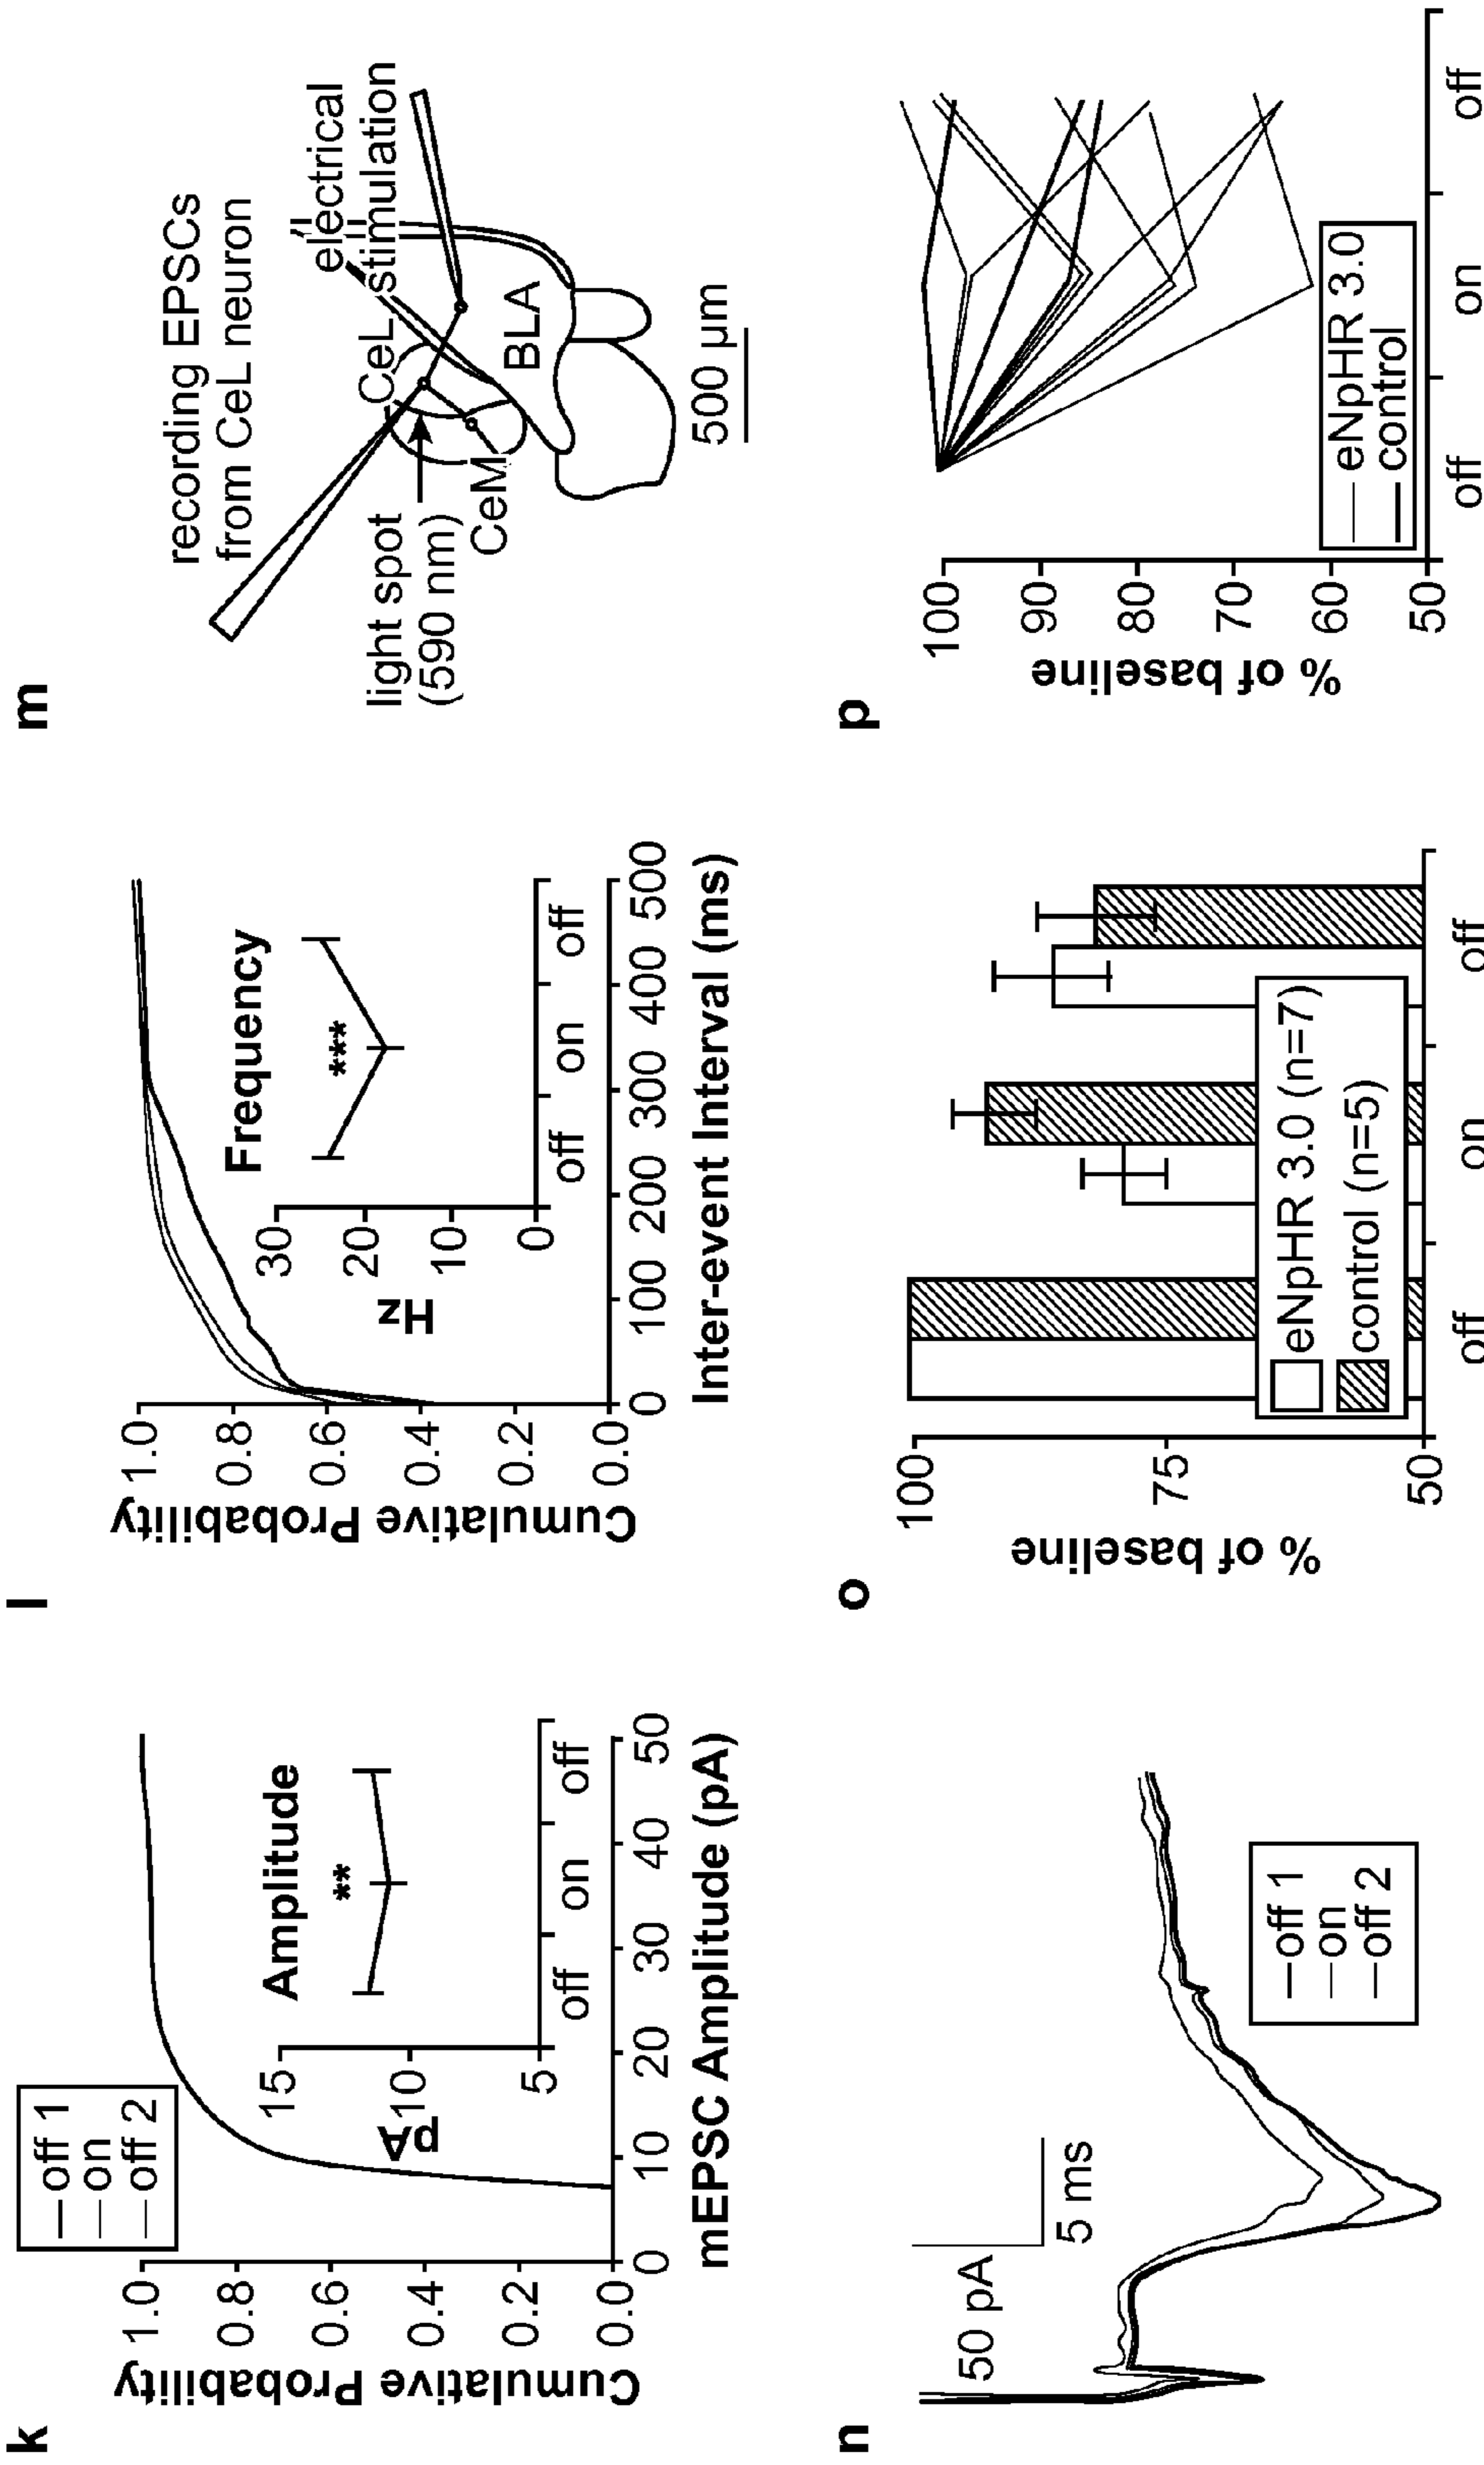 k
off 1
on
off 2
Cumulative Probability
1.0
0.8
0.6
0.4
0.2
0.0
Amplitude
**
pA
15
10
5
off on off
0 10 20 30 40 50
mEPSC Amplitude (pA)
l
Cumulative Probability
1.0
0.8
0.6
0.4
0.2
0.0
Frequency
***
Hz
30
20
10
0
off on off
0 100 200 300 400 500
Inter-event Interval (ms)
m
recording EPSCs
from CeL neuron
electrical
stimulation
CeL
light spot
(590 nm)
CeM
BLA
500 μm
n
50 pA
5 ms
off 1
on
off 2
o
% of baseline
100
75
50
eNpHR 3.0 (n=7)
control (n=5)
off on off
p
% of baseline
100
90
80
70
60
50
eNpHR 3.0
control
off on off